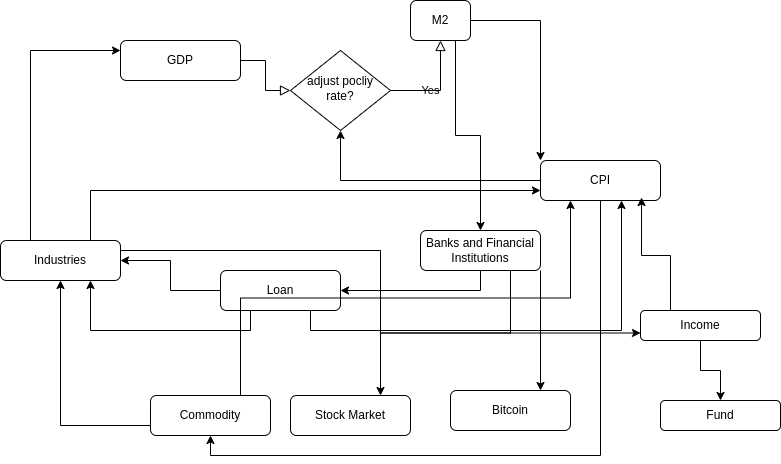 M2
GDP
adjust pocliy
rate?
Yes
CPI
Banks and Financial
Institutions
Industries
Loan
Income
Commodity
Stock Market
Bitcoin
Fund